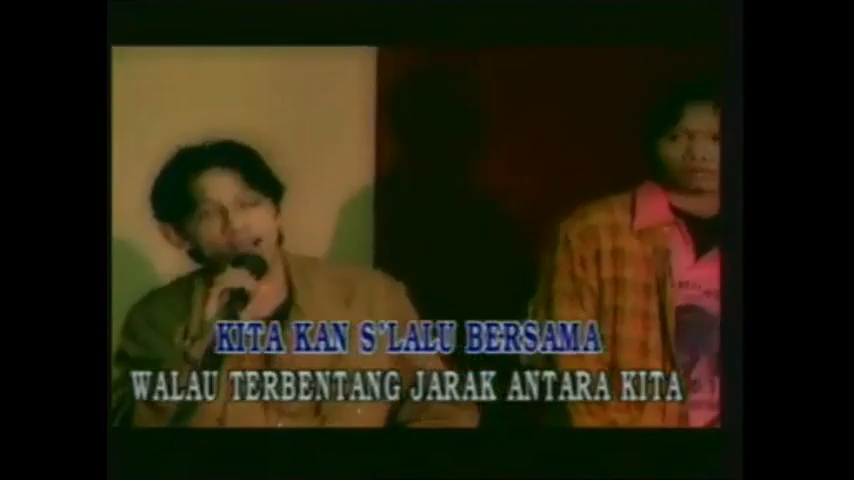 KITA KAN S'LALU BERSAMA
WALAU TERBENTANG JARAK ANTARA KITA